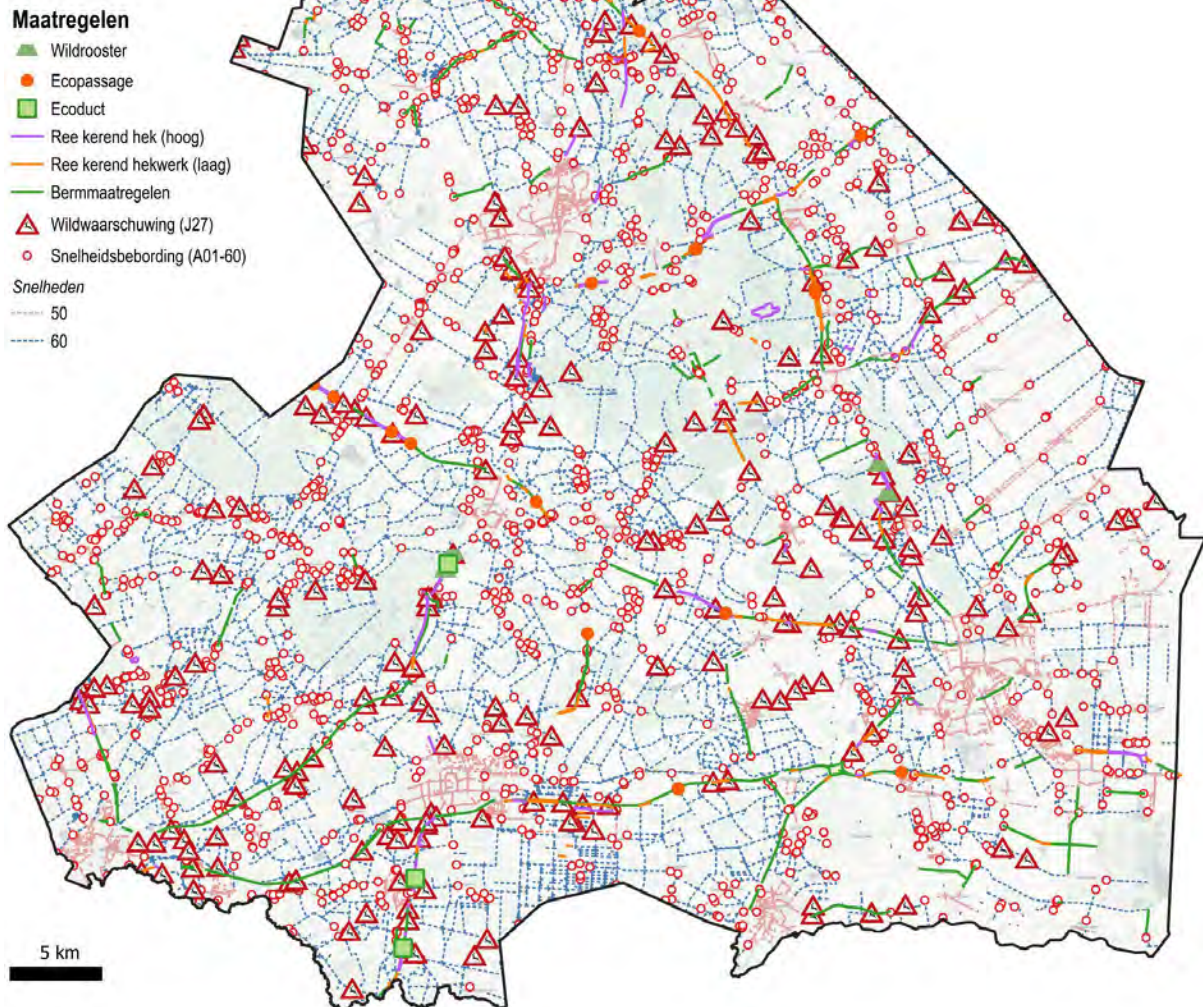 Maatregelen
Wildrooster
Ecopassage
Ecoduct
Ree kerend hek (hoog)
Ree kerend hekwerk (laag)
Bermmaatregelen
Wildwaarschuwing (J27)
Snelheidsbebording (A01-60)
Snelheden
50
60
5 km